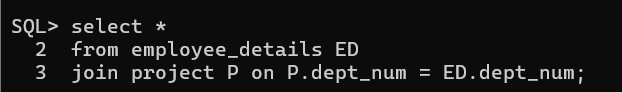 SQL> select *
  2  from employee_details ED
  3  join project P on P.dept_num = ED.dept_num;